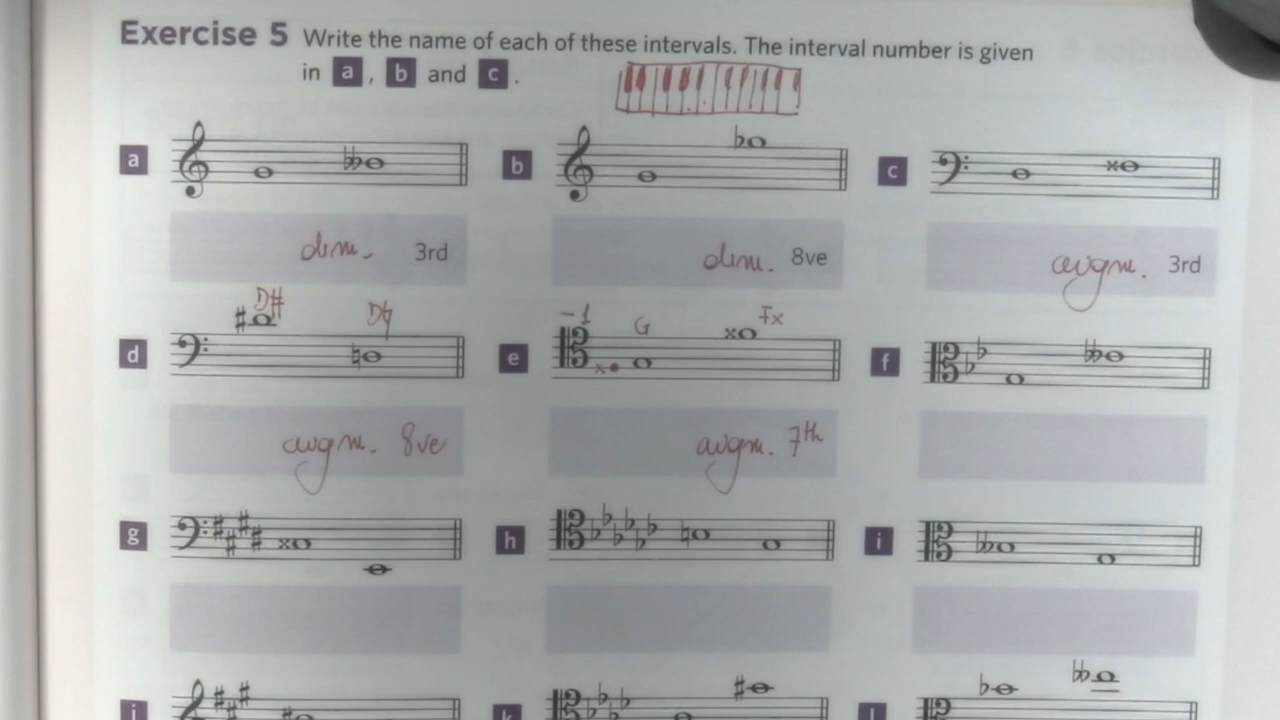 Exercise 5 Write the name of each of these intervals. The interval number is given
in a , b and c .
a b c
dim. 3rd dim. 8ve augm. 3rd
D# D♮ -1 G Fx
d e f
augm. 8ve augm. 7th
g h i
j k l